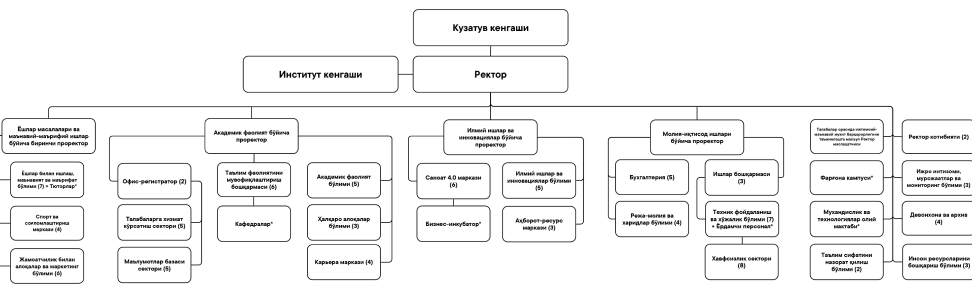 Кузатув кенгаши
Институт кенгаши
Ректор
Ёшлар масалалари ва
маънавий-маърифий ишлар
бўйича биринчи проректор
Академик фаолият бўйича
проректор
Илмий ишлар ва
инновациялар бўйича
проректор
Молия-иқтисод ишлари
бўйича проректор
Талабалар орасида ижтимоий-
маънавий муҳит барқарорлигини
таъминлашга масъул Ректор
маслаҳатчиси
Ректор котибияти (2)
Ёшлар билан ишлаш,
маънавият ва маърифат
бўлими (7) + Тюторлар*
Офис-регистратор (2)
Таълим фаолиятини
мувофиқлаштириш
бошқармаси (6)
Академик фаолият
бўлими (5)
Саноат 4.0 маркази
(6)
Илмий ишлар ва
инновациялар бўлими
(5)
Бухгалтерия (5)
Ишлар бошқармаси
(3)
Фарғона кампуси*
Ижро интизоми,
мурожаатлар ва
мониторинг бўлими (3)
Спорт ва
соғломлаштириш
маркази (4)
Талабаларга хизмат
кўрсатиш сектори (5)
Кафедралар*
Халқаро алоқалар
бўлими (3)
Бизнес-инкубатор*
Ахборот-ресурс
маркази (3)
Режа-молия ва
харидлар бўлими (4)
Техник фойдаланиш
ва хўжалик бўлими (7)
+ Ёрдамчи персонал*
Муҳандислик ва
технологиялар олий
мактаби*
Девонхона ва архив
(4)
Жамоатчилик билан
алоқалар ва маркетинг
бўлими (6)
Маълумотлар базаси
сектори (5)
Карьера маркази (4)
Хавфсизлик сектори
(8)
Таълим сифатини
назорат қилиш
бўлими (2)
Инсон ресурсларини
бошқариш бўлими (3)